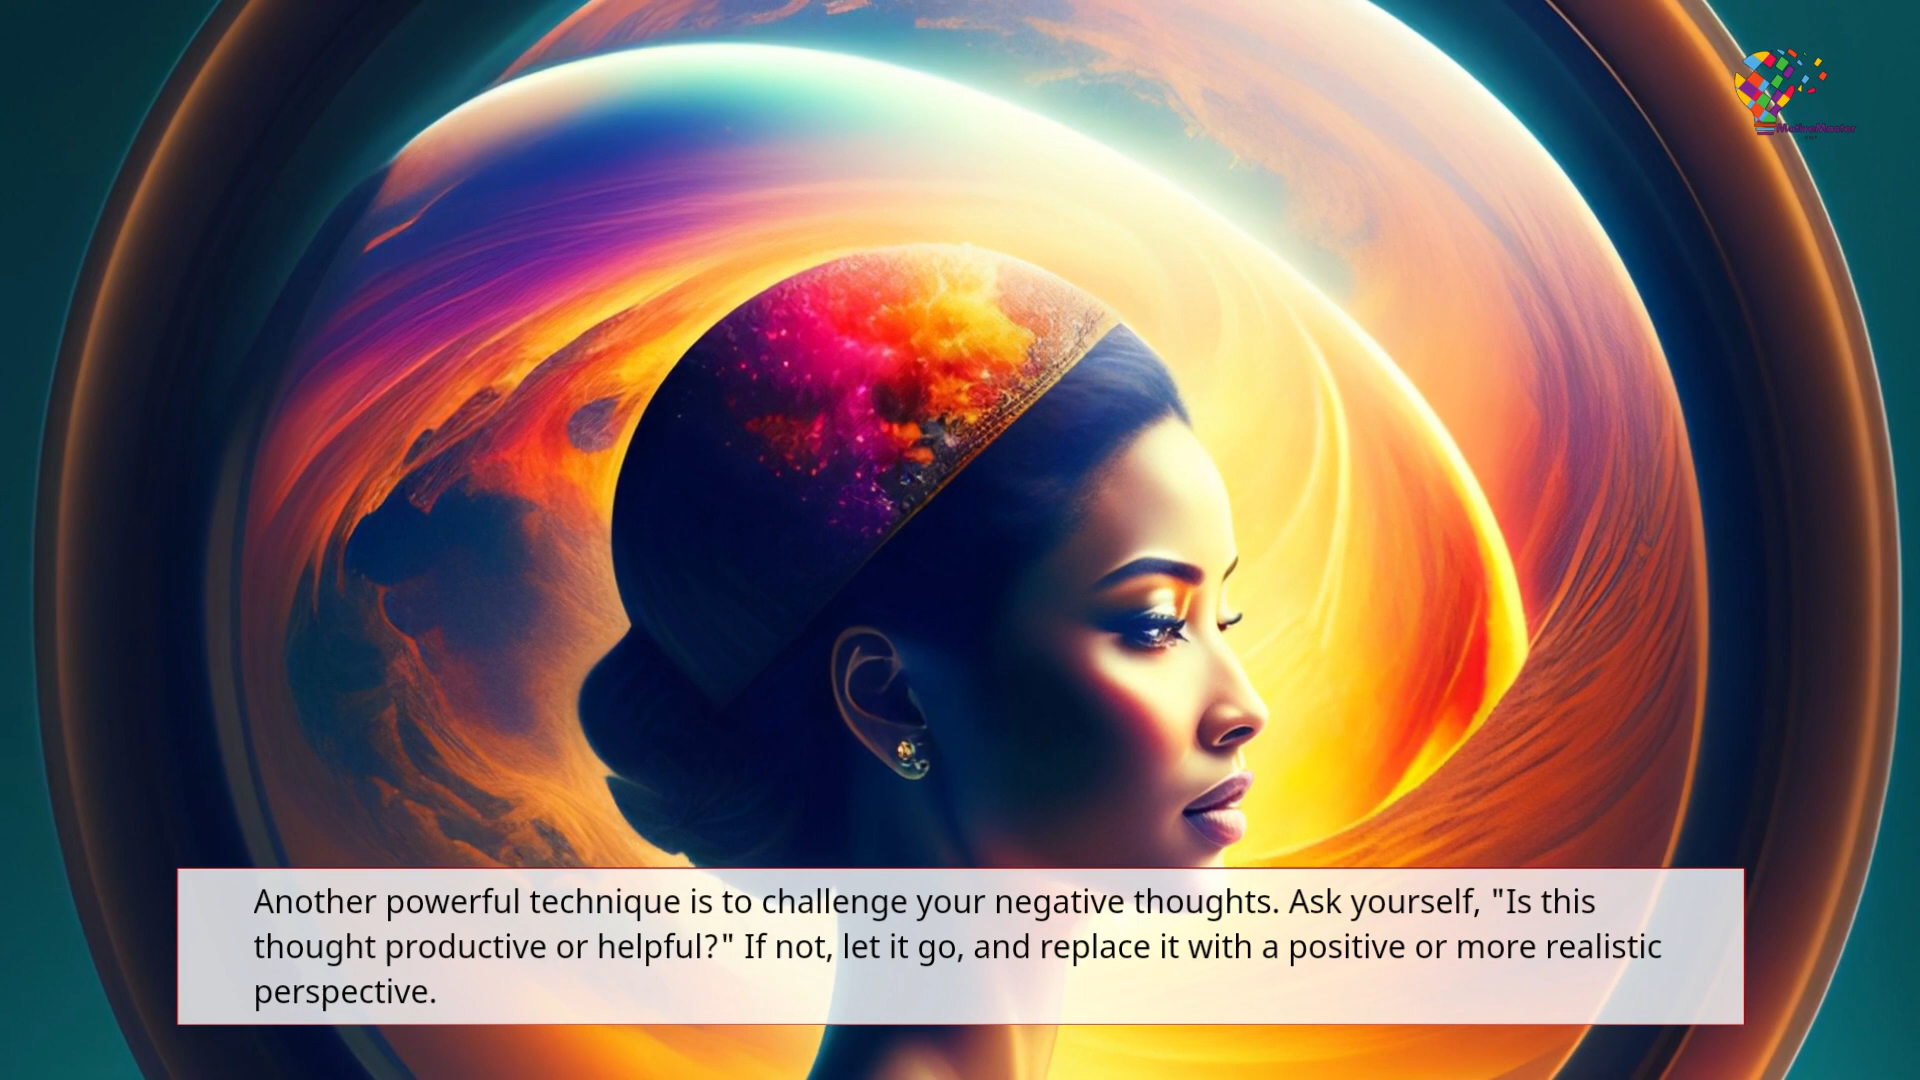 MotiveMaster
Another powerful technique is to challenge your negative thoughts. Ask yourself, "Is this
thought productive or helpful?" If not, let it go, and replace it with a positive or more realistic
perspective.